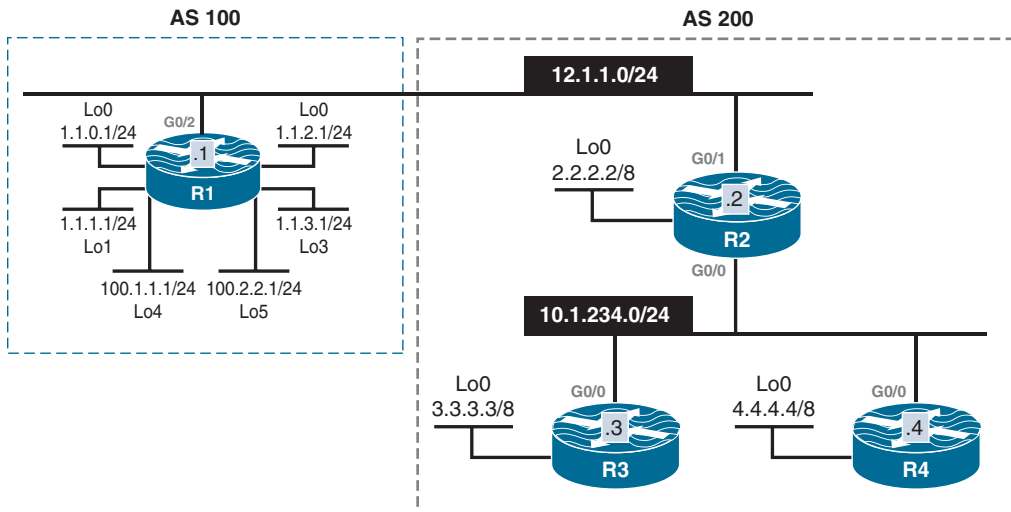 AS 100
AS 200
12.1.1.0/24
Lo0
1.1.0.1/24
G0/2
Lo0
1.1.2.1/24
.1
R1
1.1.1.1/24
Lo1
1.1.3.1/24
Lo3
100.1.1.1/24
Lo4
100.2.2.1/24
Lo5
G0/1
Lo0
2.2.2.2/8
.2
R2
G0/0
10.1.234.0/24
Lo0
3.3.3.3/8
G0/0
.3
R3
Lo0
4.4.4.4/8
G0/0
.4
R4